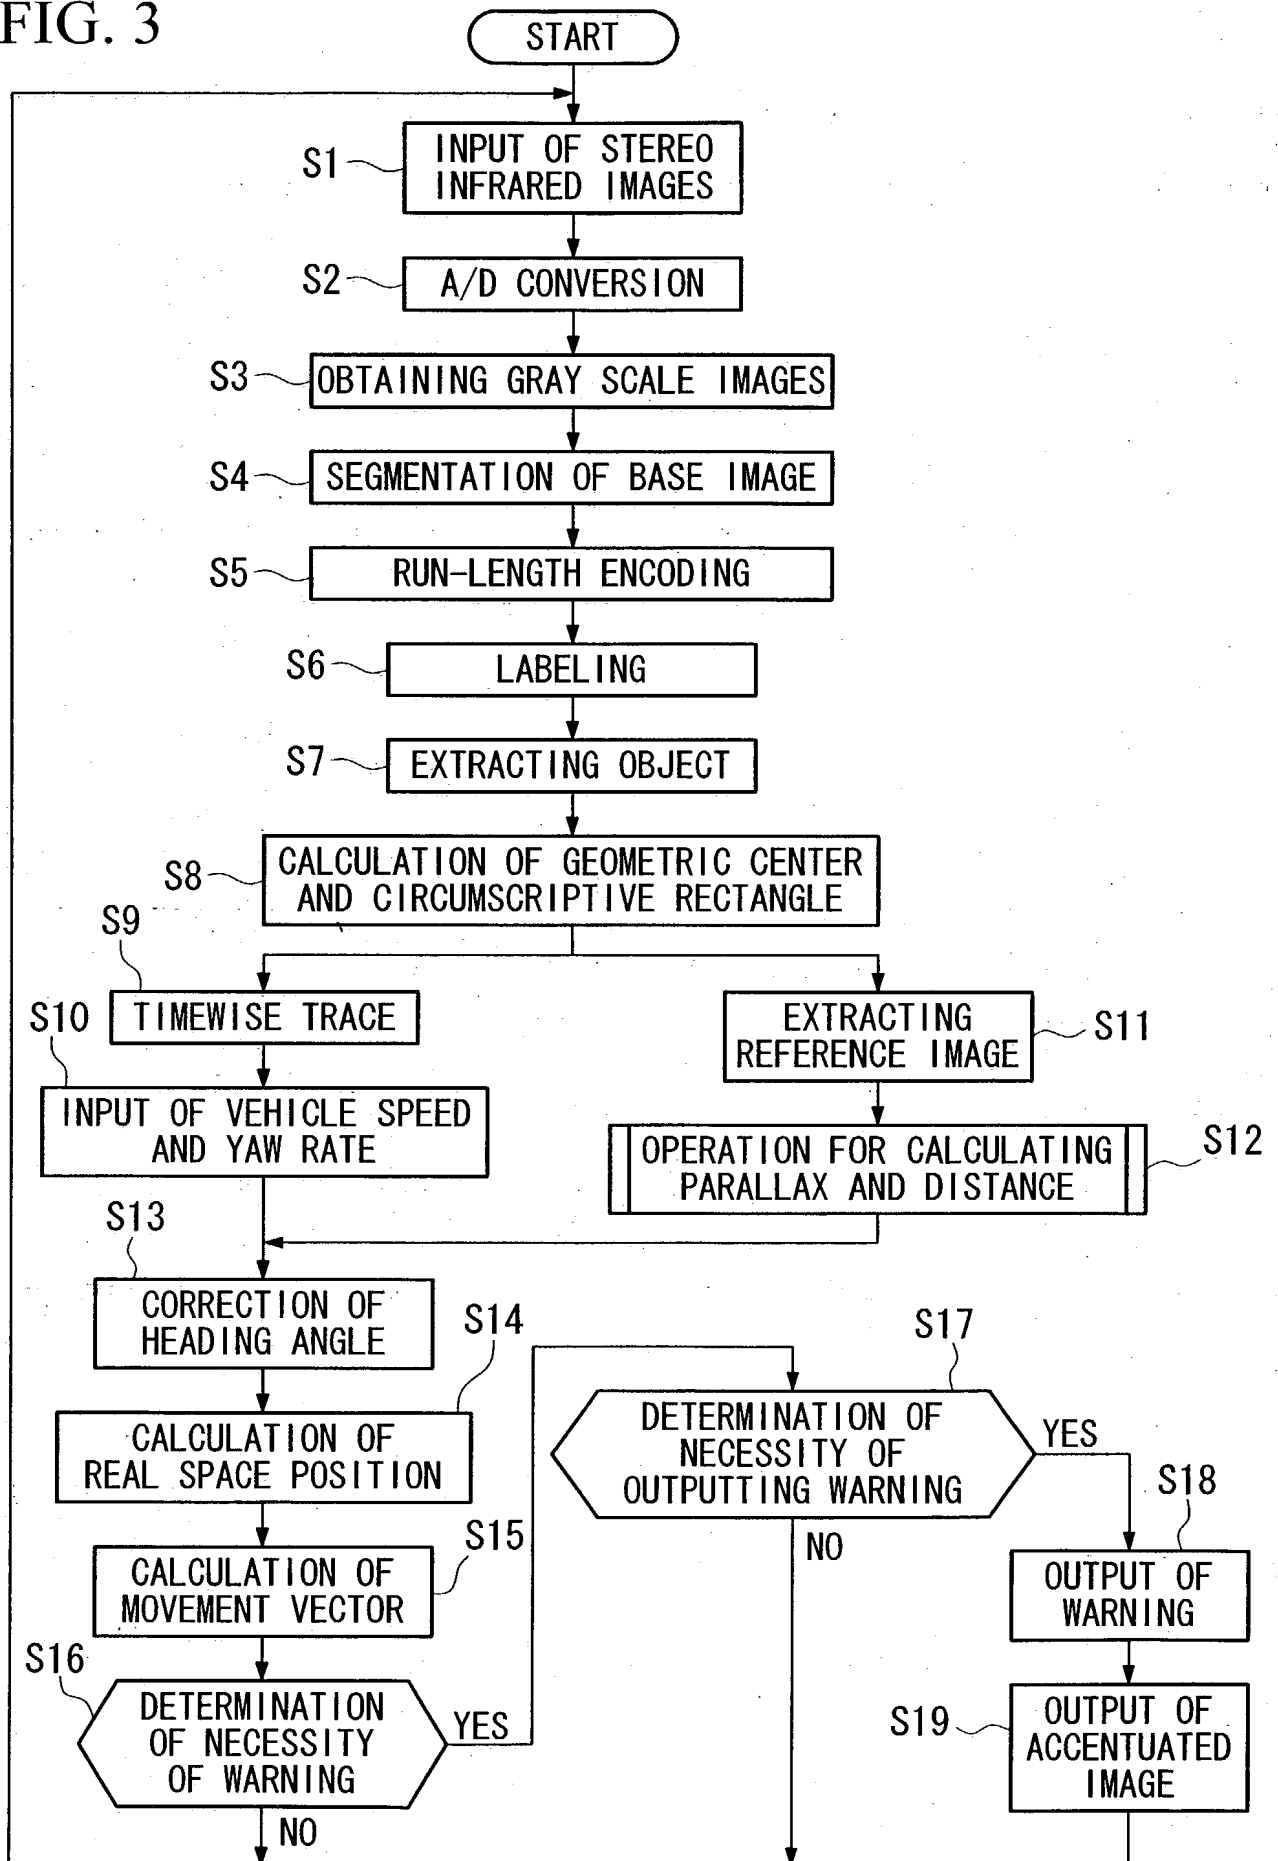 FIG. 3
START
S1
INPUT OF STEREO
INFRARED IMAGES
S2
A/D CONVERSION
S3
OBTAINING GRAY SCALE IMAGES
S4
SEGMENTATION OF BASE IMAGE
S5
RUN-LENGTH ENCODING
S6
LABELING
S7
EXTRACTING OBJECT
S8
CALCULATION OF GEOMETRIC CENTER
AND CIRCUMSCRIPTIVE RECTANGLE
S9
TIMEWISE TRACE
S10
INPUT OF VEHICLE SPEED
AND YAW RATE
S11
EXTRACTING
REFERENCE IMAGE
S12
OPERATION FOR CALCULATING
PARALLAX AND DISTANCE
S13
CORRECTION OF
HEADING ANGLE
S14
CALCULATION OF
REAL SPACE POSITION
S15
CALCULATION OF
MOVEMENT VECTOR
S16
DETERMINATION
OF NECESSITY
OF WARNING
YES
NO
S17
DETERMINATION OF
NECESSITY OF
OUTPUTTING WARNING
YES
NO
S18
OUTPUT OF
WARNING
S19
OUTPUT OF
ACCENTUATED
IMAGE